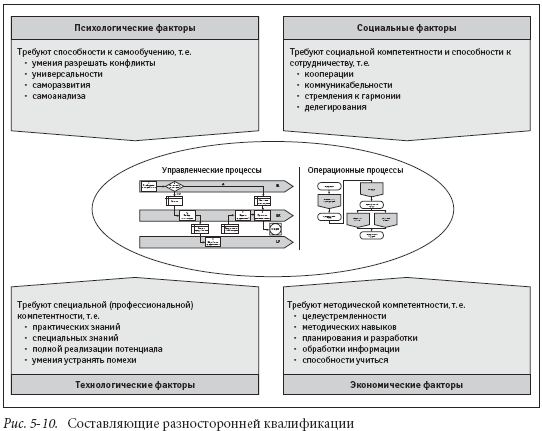 Психологические факторы
Требуют способности к самообучению, т. е.
• умения разрешать конфликты
• универсальности
• саморазвития
• самоанализа
Социальные факторы
Требуют социальной компетентности и способности к
сотрудничеству, т. е.
• кооперации
• коммуникабельности
• стремления к гармонии
• делегирования
Управленческие процессы
Операционные процессы
Требуют специальной (профессиональной)
компетентности, т. е.
• практических знаний
• специальных знаний
• полной реализации потенциала
• умения устранять помехи
Технологические факторы
Требуют методической компетентности, т. е.
• целеустремленности
• методических навыков
• планирования и разработки
• обработки информации
• способности учиться
Экономические факторы
Рис. 5-10. Составляющие разносторонней квалификации